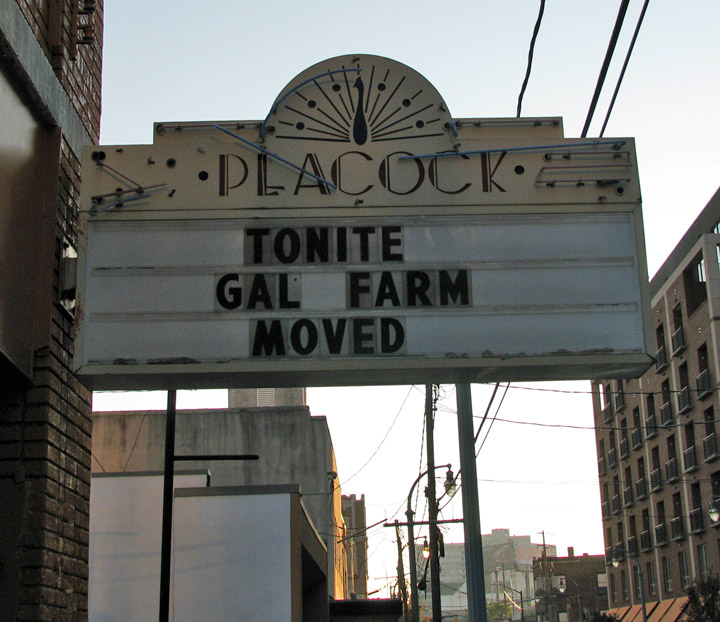 PEACOCK
TONITE
GAL FARM
MOVED